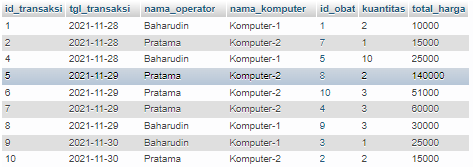 id_transaksi tgl_transaksi nama_operator nama_komputer id_obat kuantitas total_harga
1 2021-11-28 Baharudin Komputer-1 1 2 10000
2 2021-11-28 Pratama Komputer-2 7 1 15000
4 2021-11-28 Baharudin Komputer-1 5 10 25000
5 2021-11-29 Pratama Komputer-2 8 2 140000
6 2021-11-29 Pratama Komputer-2 10 3 51000
7 2021-11-29 Pratama Komputer-2 4 3 60000
8 2021-11-29 Baharudin Komputer-1 9 3 30000
9 2021-11-30 Baharudin Komputer-1 3 1 25000
10 2021-11-30 Pratama Komputer-2 2 2 15000